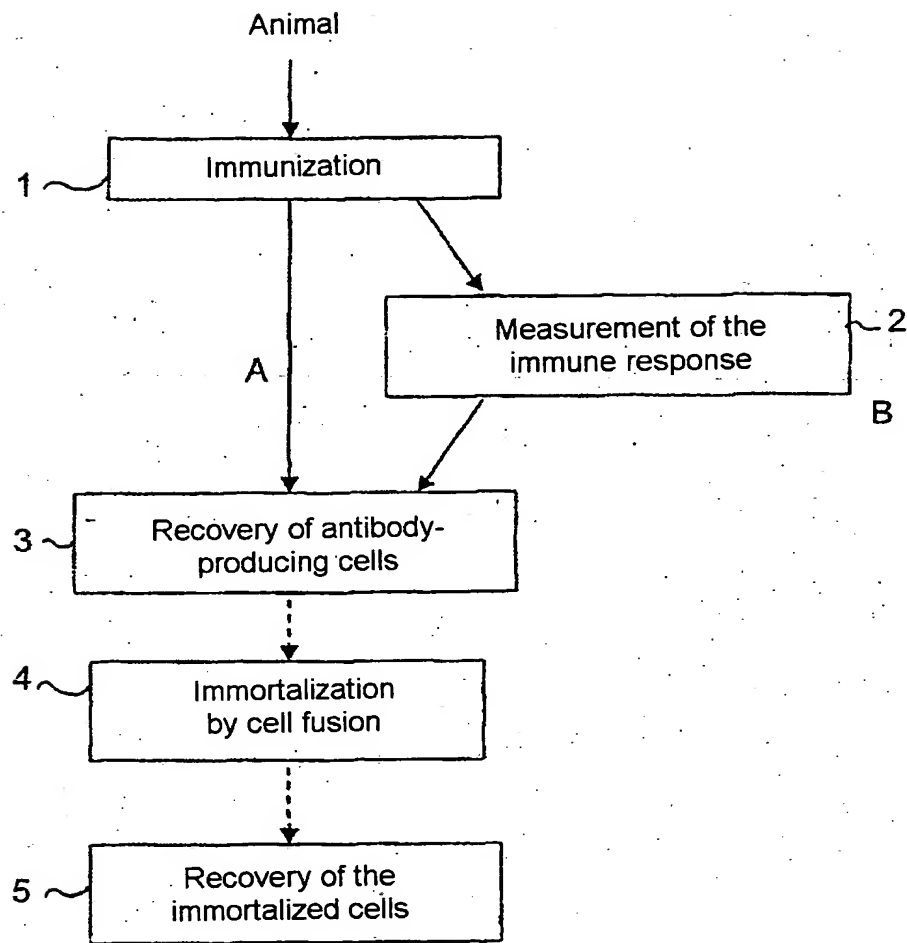 Animal
1
Immunization
2
Measurement of the
immune response
A
B
3
Recovery of antibody-
producing cells
4
Immortalization
by cell fusion
5
Recovery of the
immortalized cells